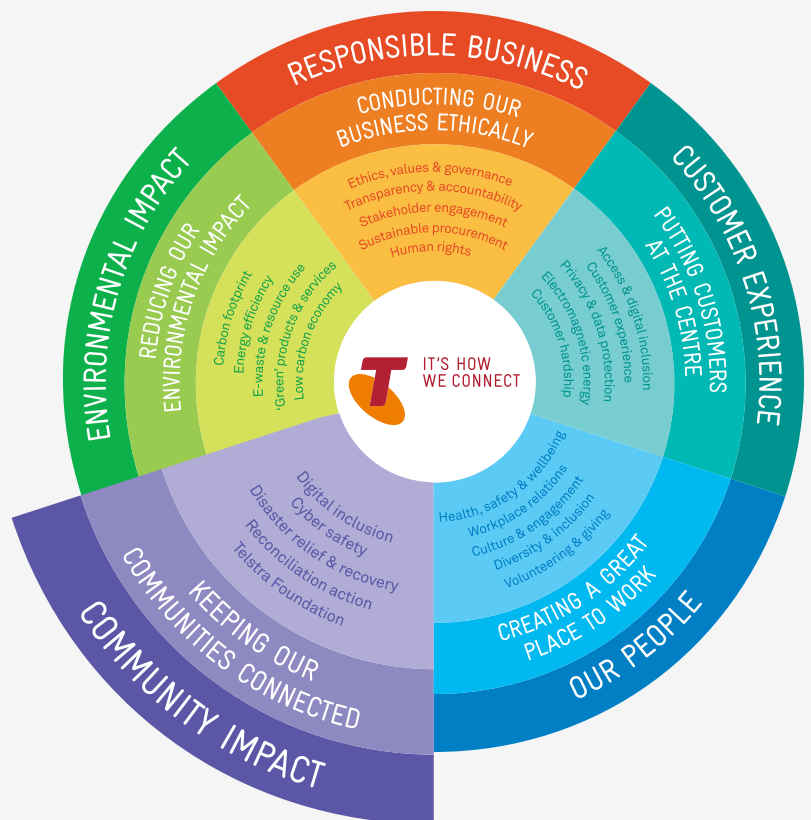 RESPONSIBLE BUSINESS
CONDUCTING OUR
BUSINESS ETHICALLY
Ethics, values & governance
Transparency & accountability
Stakeholder engagement
Sustainable procurement
Human rights
CUSTOMER EXPERIENCE
PUTTING CUSTOMERS
AT THE CENTRE
Access & digital inclusion
Customer experience
Privacy & data protection
Electromagnetic energy
Customer hardship
OUR PEOPLE
CREATING A GREAT
PLACE TO WORK
Health, safety & wellbeing
Workplace relations
Culture & engagement
Diversity & inclusion
Volunteering & giving
COMMUNITY IMPACT
KEEPING OUR
COMMUNITIES CONNECTED
Digital inclusion
Cyber safety
Disaster relief & recovery
Reconciliation action
Telstra Foundation
ENVIRONMENTAL IMPACT
REDUCING OUR
ENVIRONMENTAL IMPACT
Carbon footprint
Energy efficiency
E-waste & resource use
'Green' products & services
Low carbon economy
T
IT'S HOW
WE CONNECT